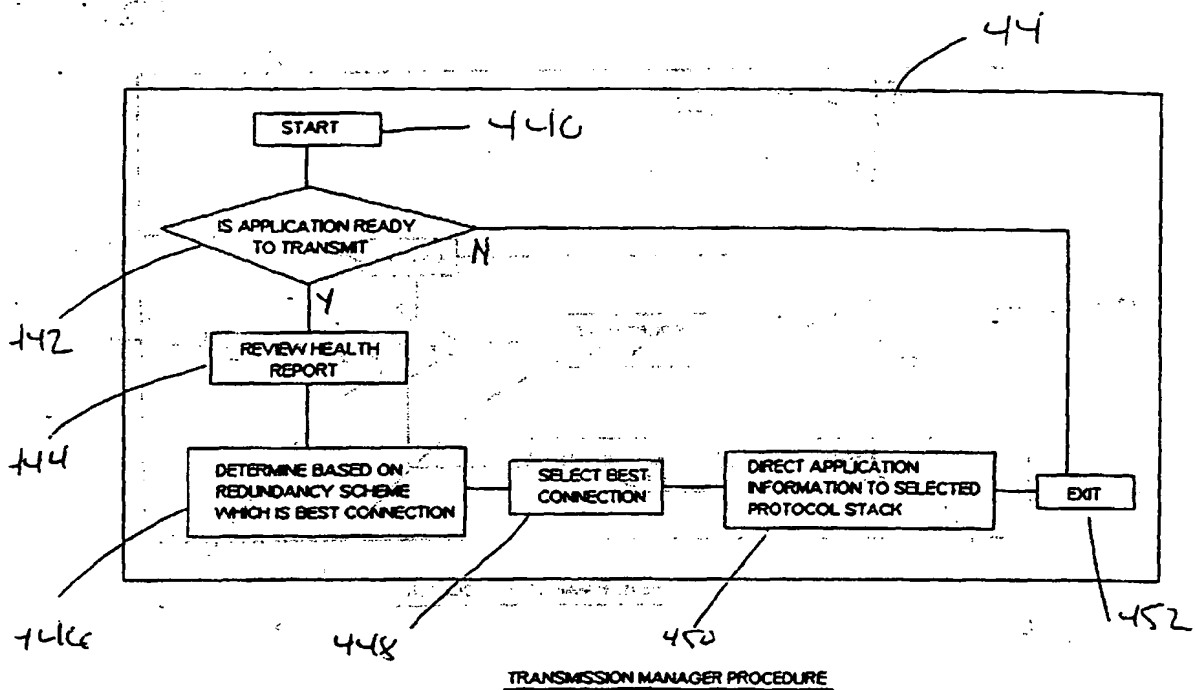 44
START
440
IS APPLICATION READY
TO TRANSMIT
N
Y
442
REVIEW HEALTH
REPORT
444
DETERMINE BASED ON
REDUNDANCY SCHEME
WHICH IS BEST CONNECTION
SELECT BEST
CONNECTION
DIRECT APPLICATION
INFORMATION TO SELECTED
PROTOCOL STACK
EXIT
446
448
450
452
TRANSMISSION MANAGER PROCEDURE